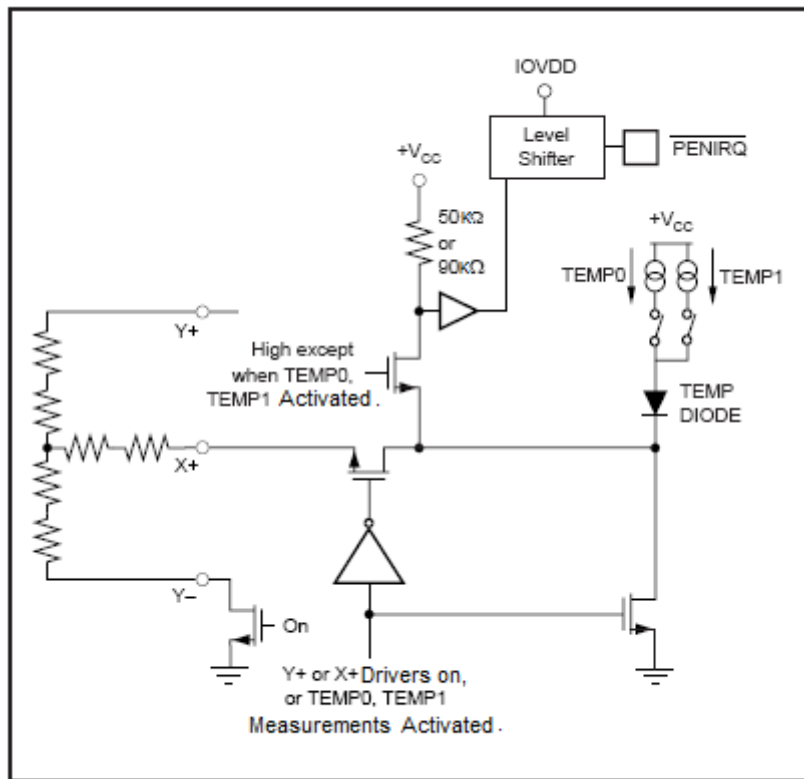 IOVDD
Level
Shifter
PENIRQ
+VCC
50KΩ
or
90KΩ
+VCC
TEMP0
TEMP1
Y+
High except
when TEMP0,
TEMP1 Activated .
TEMP
DIODE
X+
Y–
On
Y+ or X+ Drivers on,
or TEMP0, TEMP1
Measurements Activated .